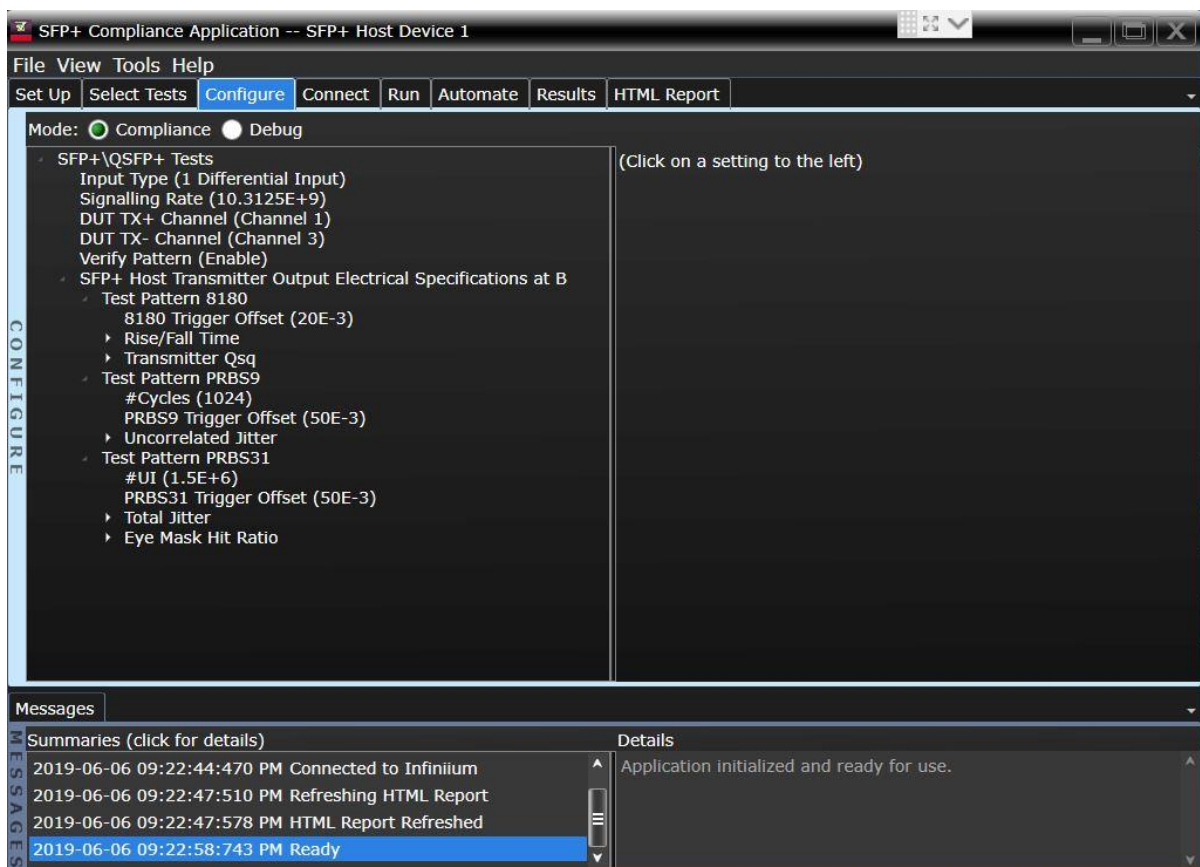 SFP+ Compliance Application -- SFP+ Host Device 1
File View Tools Help
Set Up Select Tests Configure Connect Run Automate Results HTML Report
Mode: Compliance Debug
SFP+\QSFP+ Tests
Input Type (1 Differential Input)
Signalling Rate (10.3125E+9)
DUT TX+ Channel (Channel 1)
DUT TX- Channel (Channel 3)
Verify Pattern (Enable)
SFP+ Host Transmitter Output Electrical Specifications at B
Test Pattern 8180
8180 Trigger Offset (20E-3)
Rise/Fall Time
Transmitter Qsq
Test Pattern PRBS9
#Cycles (1024)
PRBS9 Trigger Offset (50E-3)
Uncorrelated Jitter
Test Pattern PRBS31
#UI (1.5E+6)
PRBS31 Trigger Offset (50E-3)
Total Jitter
Eye Mask Hit Ratio
(Click on a setting to the left)
CONFIGURE
Messages
MESSAGES
Summaries (click for details)
2019-06-06 09:22:44:470 PM Connected to Infiniium
2019-06-06 09:22:47:510 PM Refreshing HTML Report
2019-06-06 09:22:47:578 PM HTML Report Refreshed
2019-06-06 09:22:58:743 PM Ready
Details
Application initialized and ready for use.